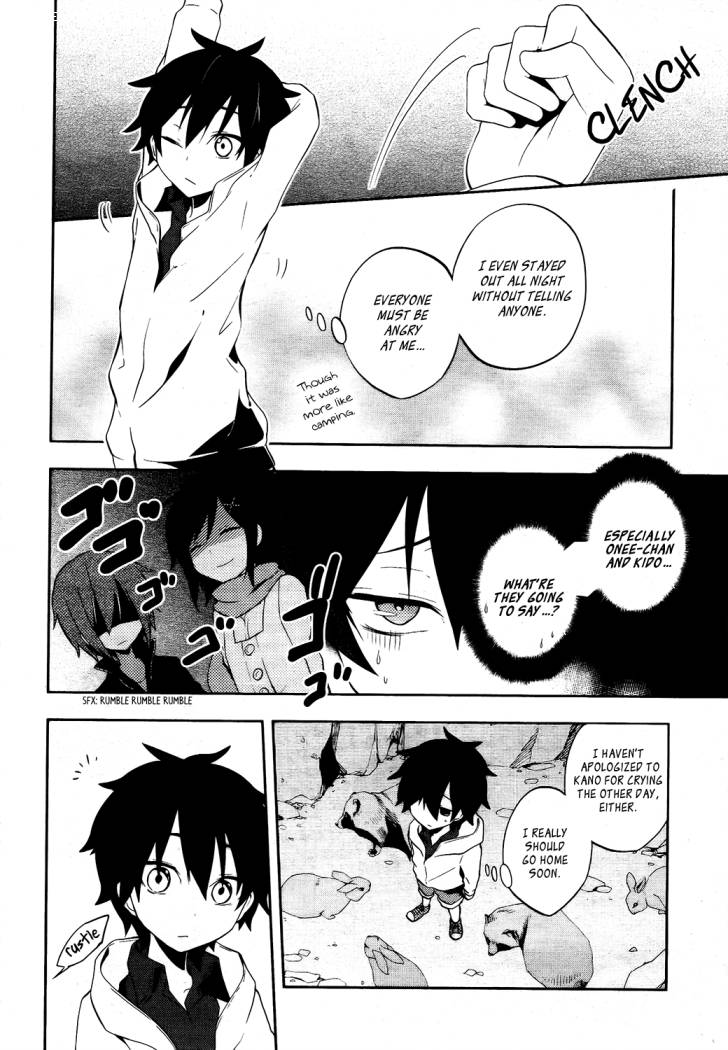 CLENCH
I EVEN STAYED
OUT ALL NIGHT
WITHOUT TELLING
ANYONE.
EVERYONE
MUST BE
ANGRY
AT ME...
Though
it was
more like
camping.
ESPECIALLY
ONEE-CHAN
AND KIDO...
WHAT'RE
THEY GOING
TO SAY...?
ゴゴゴ
ゴゴゴ
SFX: RUMBLE RUMBLE RUMBLE
rustle
I HAVEN'T
APOLOGIZED TO
KANO FOR CRYING
THE OTHER DAY,
EITHER.
I REALLY
SHOULD
GO HOME
SOON.